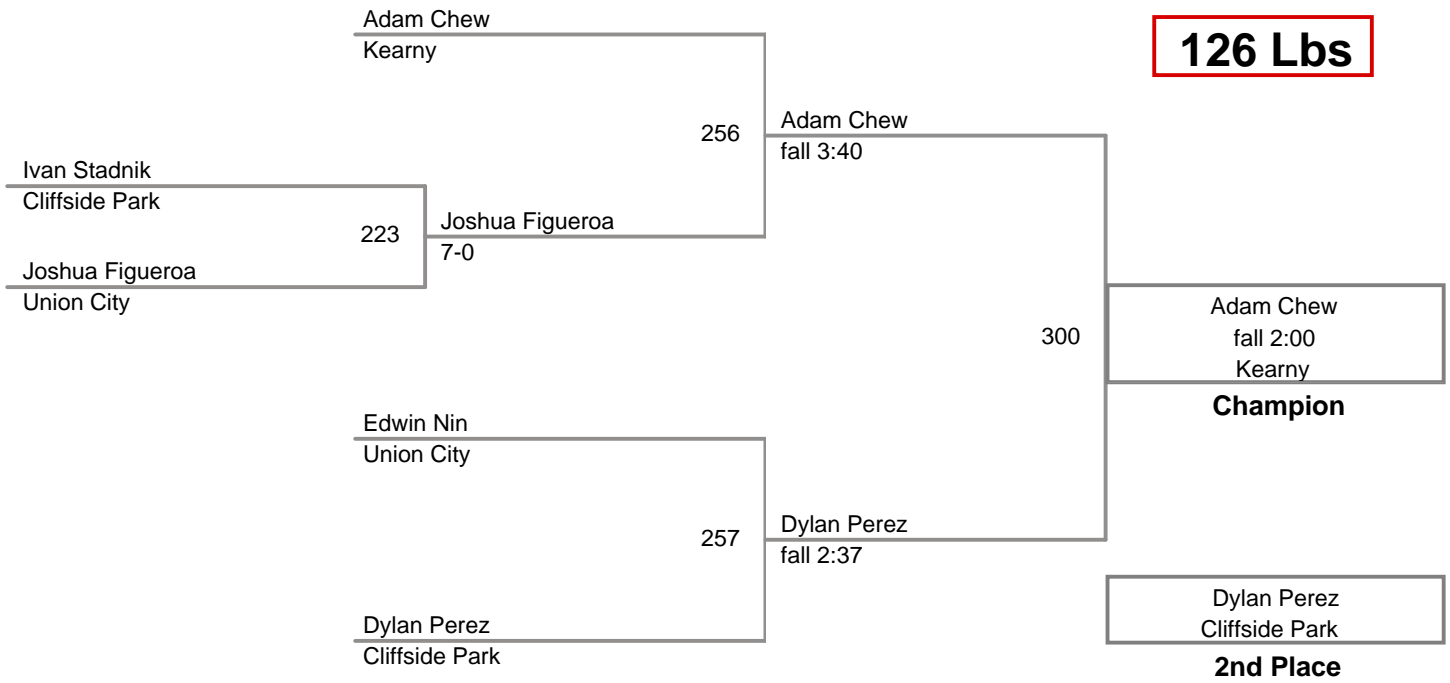 Adam Chew
Kearny
126 Lbs
256
Adam Chew
fall 3:40
Ivan Stadnik
Cliffside Park
223
Joshua Figueroa
7-0
Joshua Figueroa
Union City
300
Adam Chew
fall 2:00
Kearny
Champion
Edwin Nin
Union City
257
Dylan Perez
fall 2:37
Dylan Perez
Cliffside Park
Dylan Perez
Cliffside Park
2nd Place